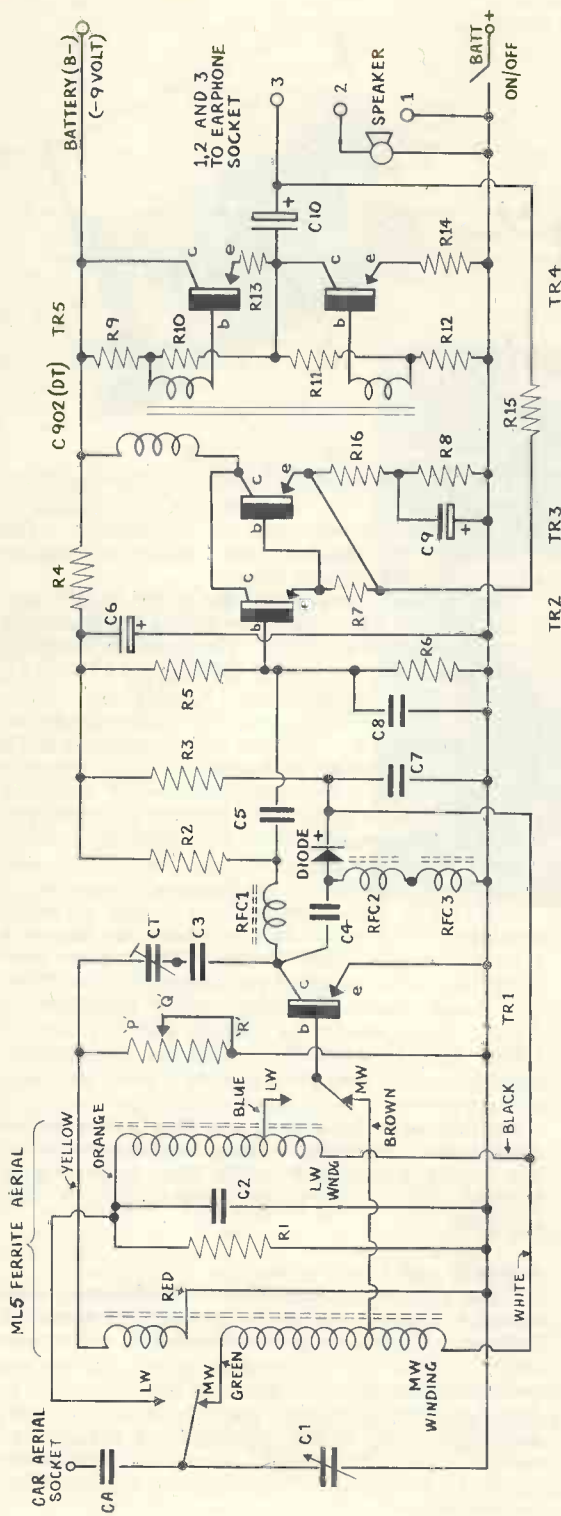 CAR AERIAL
SOCKET
CA
LW
MW
GREEN
C1
MW
WINDING
ML5 FERRITE AERIAL
YELLOW
ORANGE
RED
R1
C2
LW
WNDG
BLUE
LW
MW
BROWN
WHITE
BLACK
'P'
'Q'
'R'
CT
C3
b
c
e
TR1
RFC1
R2
C4
DIODE
+
RFC2
RFC3
C5
R3
C7
R5
C8
R6
C6
+
R4
b
c
e
R7
TR2
b
c
e
R16
C9
+
R8
TR3
C902 (DT)
TR5
R9
R10
R11
R12
b
c
e
R13
b
c
e
R14
TR4
R15
C10
+
BATTERY (B-)
(-9 VOLT)
1,2 AND 3
TO EARPHONE
SOCKET
3
2
SPEAKER
1
BATT
+
ON/OFF